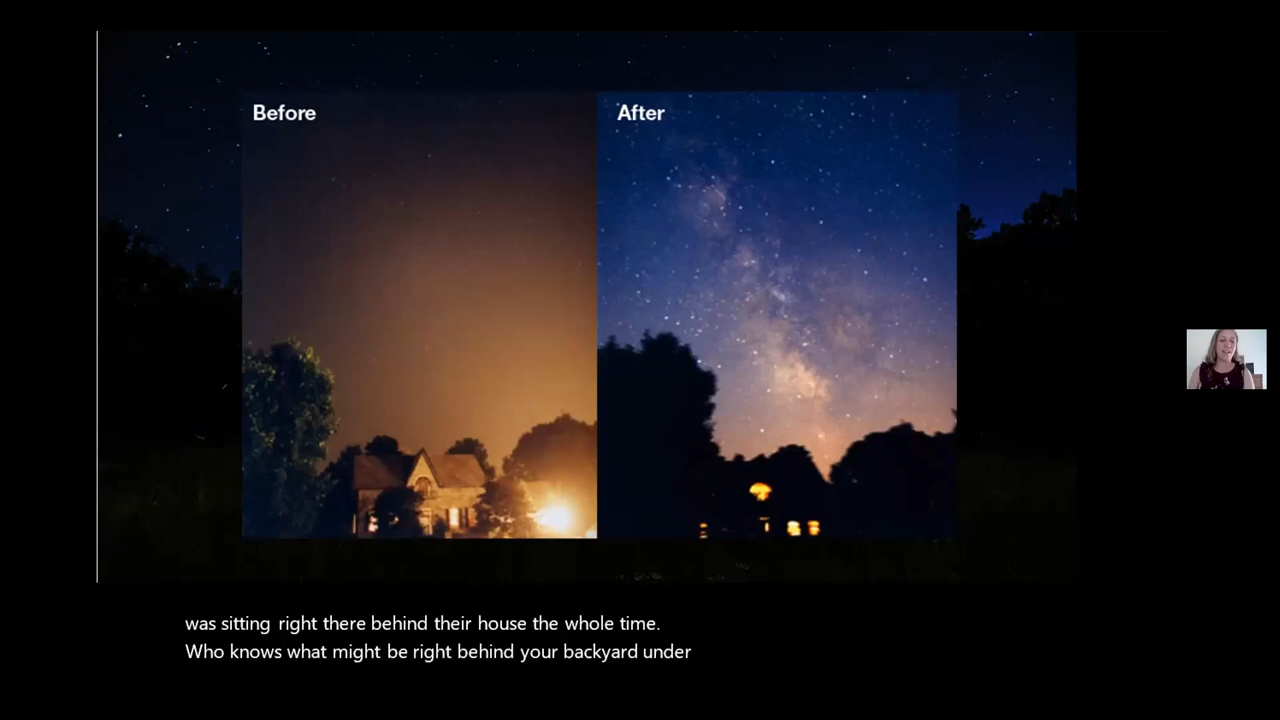 Before
After
was sitting right there behind their house the whole time.
Who knows what might be right behind your backyard under